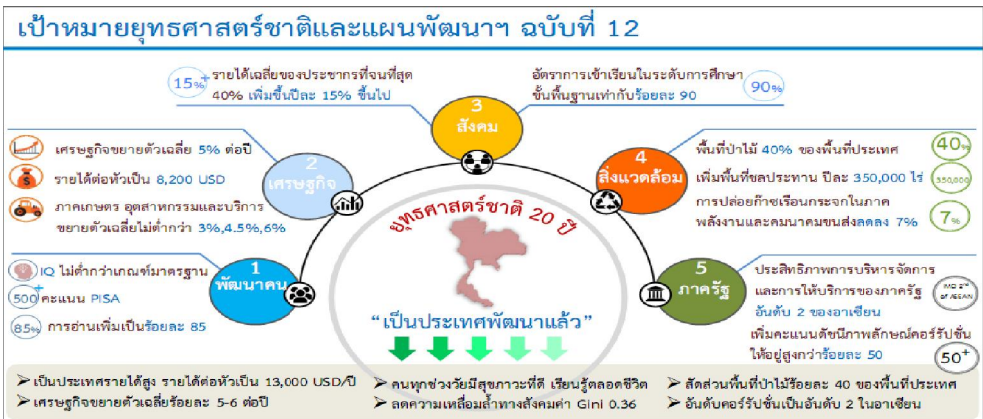 เป้าหมายยุทธศาสตร์ชาติและแผนพัฒนาฯ ฉบับที่ 12
15%+
รายได้เฉลี่ยของประชากรที่จนที่สุด
40% เพิ่มขึ้นปีละ 15% ขึ้นไป
3
สังคม
อัตราการเข้าเรียนในระดับการศึกษา
ขั้นพื้นฐานเท่ากับร้อยละ 90
90%
เศรษฐกิจขยายตัวเฉลี่ย 5% ต่อปี
รายได้ต่อหัวเป็น 8,200 USD
ภาคเกษตร อุตสาหกรรมและบริการ
ขยายตัวเฉลี่ยไม่ต่ำกว่า 3%,4.5%,6%
2
เศรษฐกิจ
4
สิ่งแวดล้อม
พื้นที่ป่าไม้ 40% ของพื้นที่ประเทศ
40%
เพิ่มพื้นที่ชลประทาน ปีละ 350,000 ไร่
350,000
การปล่อยก๊าซเรือนกระจกในภาค
พลังงานและคมนาคมขนส่งลดลง 7%
7%
IQ ไม่ต่ำกว่าเกณฑ์มาตรฐาน
500+
คะแนน PISA
85%
การอ่านเพิ่มเป็นร้อยละ 85
1
พัฒนาคน
ยุทธศาสตร์ชาติ 20 ปี
“เป็นประเทศพัฒนาแล้ว”
5
ภาครัฐ
ประสิทธิภาพการบริหารจัดการ
และการให้บริการของภาครัฐ
อันดับ 2 ของอาเซียน
of ASEAN
เพิ่มคะแนนดัชนีภาพลักษณ์คอร์รัปชั่น
ให้อยู่สูงกว่าร้อยละ 50
50+
➢ เป็นประเทศรายได้สูง รายได้ต่อหัวเป็น 13,000 USD/ปี
➢ เศรษฐกิจขยายตัวเฉลี่ยร้อยละ 5-6 ต่อปี
➢ คนทุกช่วงวัยมีสุขภาวะที่ดี เรียนรู้ตลอดชีวิต
➢ ลดความเหลื่อมล้ำทางสังคมค่า Gini 0.36
➢ สัดส่วนพื้นที่ป่าไม้ร้อยละ 40 ของพื้นที่ประเทศ
➢ อันดับคอร์รัปชั่นเป็นอันดับ 2 ในอาเซียน